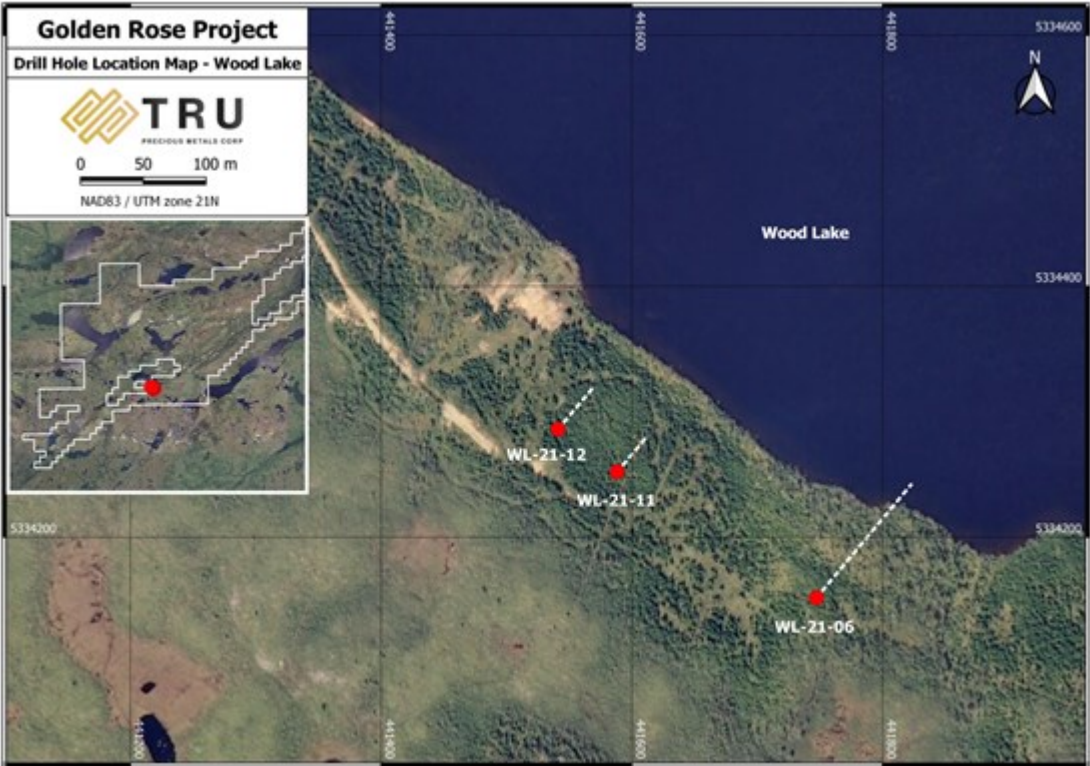 Golden Rose Project
Drill Hole Location Map - Wood Lake
TRU
PRECIOUS METALS CORP
0 50 100 m
NAD83 / UTM zone 21N
441400
441600
441800
5334600
N
Wood Lake
5334400
WL-21-12
WL-21-11
5334200
5334200
WL-21-06
441200
441400
441600
441800